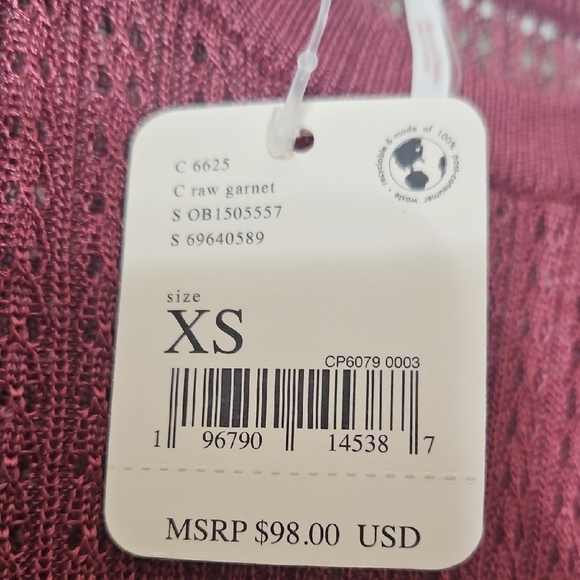 C 6625
C raw garnet
S OB1505557
S 69640589
recyclable & made of 100% post-consumer waste
size
XS
CP6079 0003
1 96790 14538 7
MSRP $98.00 USD